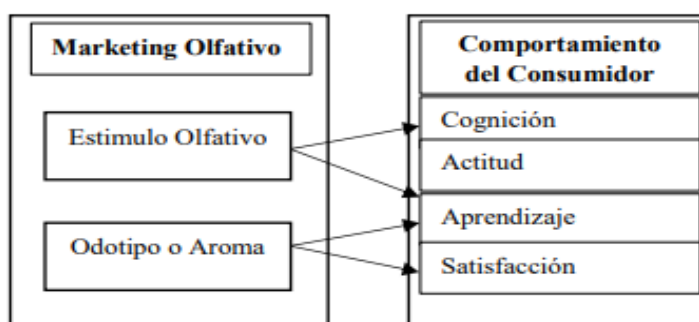 Marketing Olfativo
Estimulo Olfativo
Odotipo o Aroma
Comportamiento
del Consumidor
Cognición
Actitud
Aprendizaje
Satisfacción